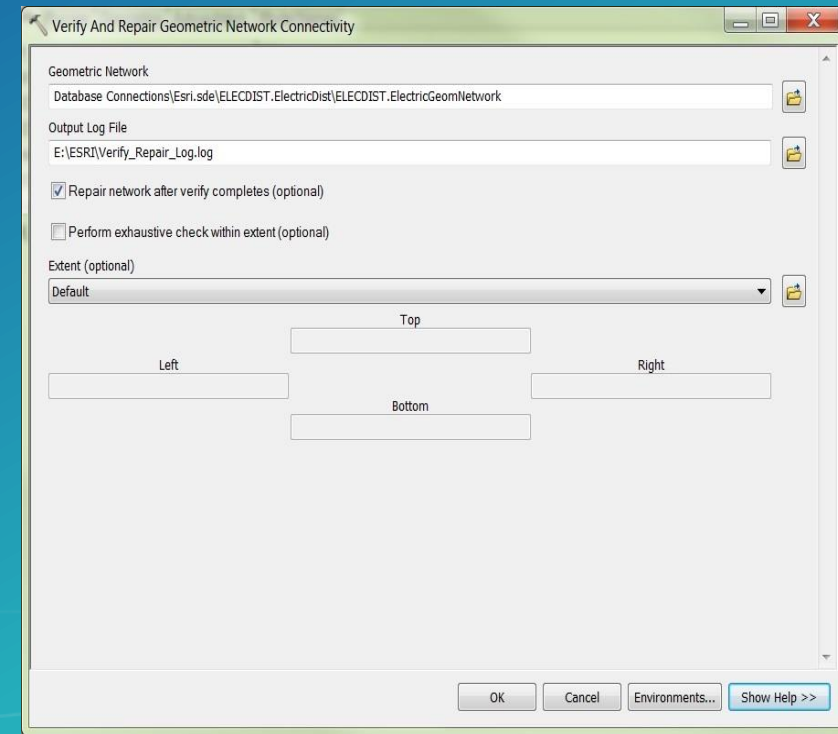 Verify And Repair Geometric Network Connectivity
Geometric Network
Database Connections\Esri.sde\ELECDIST.ElectricDist\ELECDIST.ElectricGeomNetwork
Output Log File
E:\ESRI\Verify_Repair_Log.log
Repair network after verify completes (optional)
Perform exhaustive check within extent (optional)
Extent (optional)
Default
Top
Left
Right
Bottom
OK
Cancel
Environments...
Show Help >>